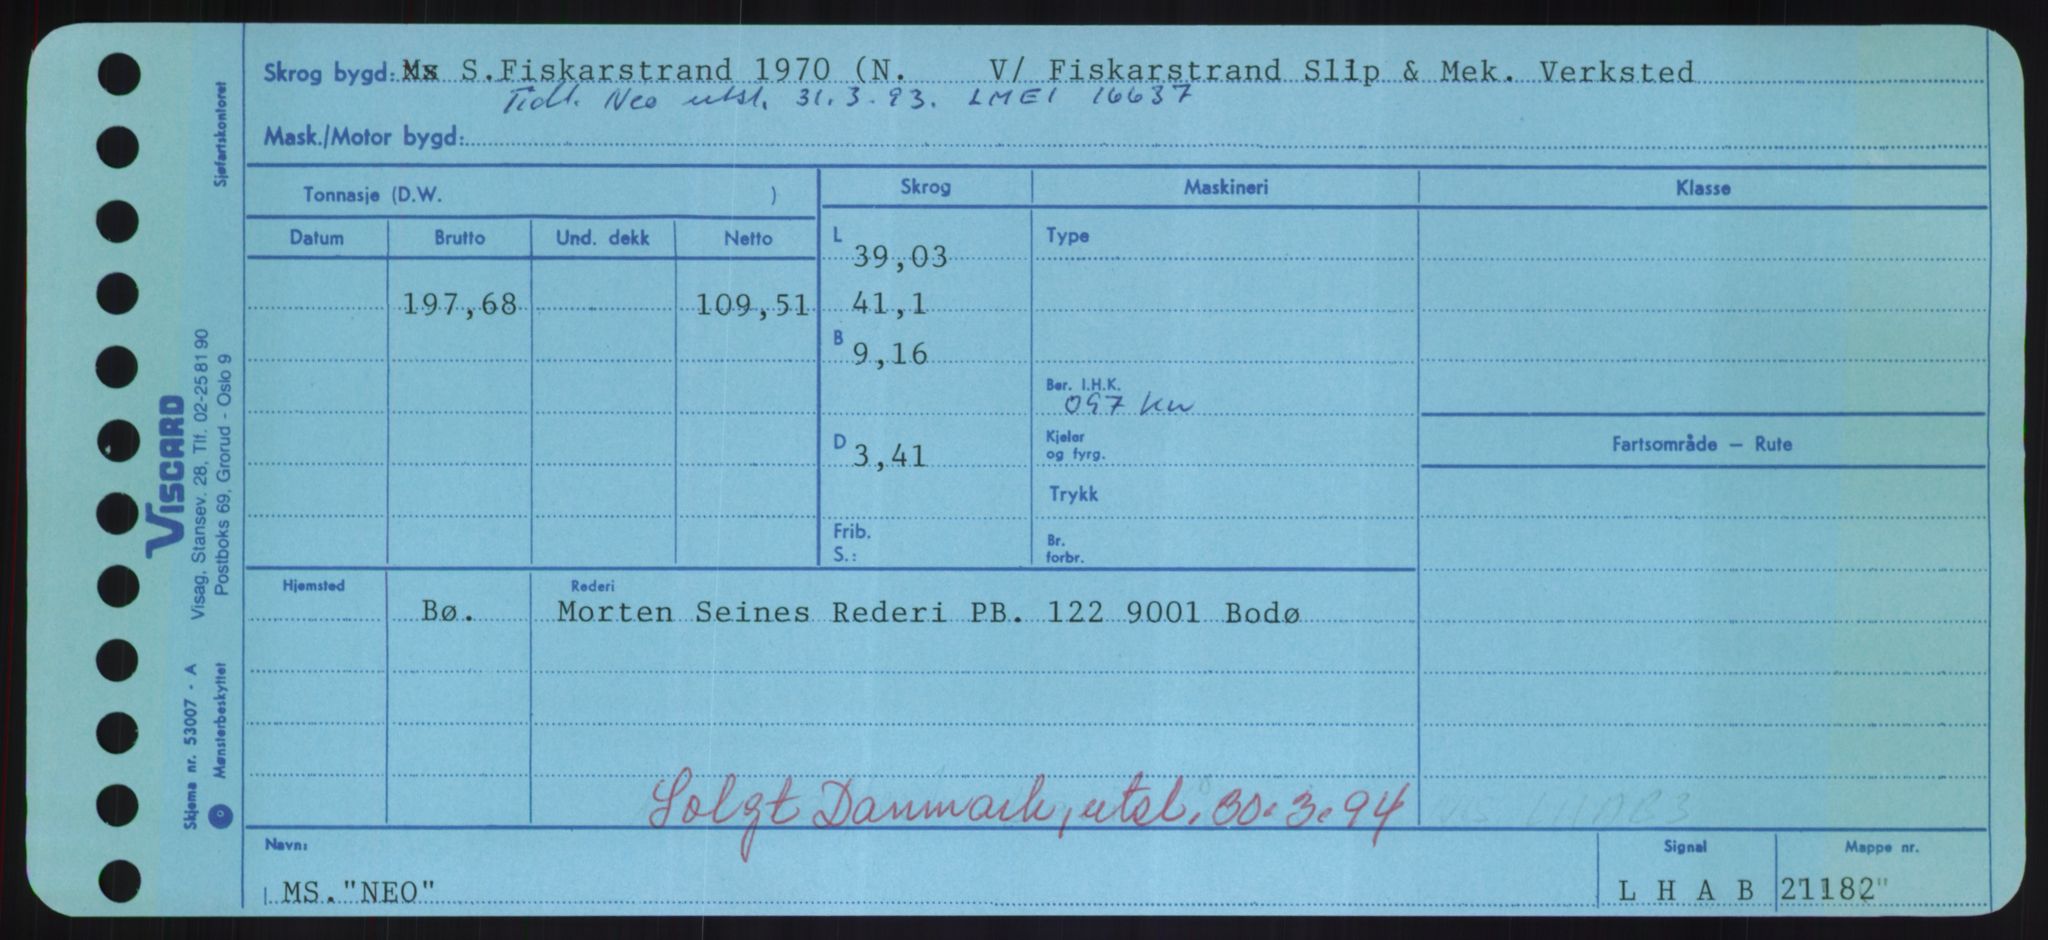 Skrog bygd: Mx S.Fiskarstrand 1970 (N. V/ Fiskarstrand Slip & Mek. Verksted
Tidl. Neo utsl. 31.3.93. LMEI 16637
Mask./Motor bygd:
Tonnasje (D.W. )
Skrog
Maskineri
Klasse
Datum Brutto Und. dekk Netto
L 39,03
Type
197,68 109,51
41,1
B 9,16
Ber. I.H.K.
097 kw
D 3,41
Kjeler
og fyrg.
Fartsområde — Rute
Trykk
Frib.
S.:
Br.
forbr.
Hjemsted Rederi
Bø. Morten Seines Rederi PB. 122 9001 Bodø
Solgt Danmark, utsl. 30.3.94
Navn: Signal Mappe nr.
MS."NEO" L H A B 21182"
Sjøfartskontoret
VISCARD
Visag, Stansev. 28, Tlf. 02-25 81 90
Postboks 69, Grorud - Oslo 9
Skjema nr. 53007 - A
Mønsterbeskyttet